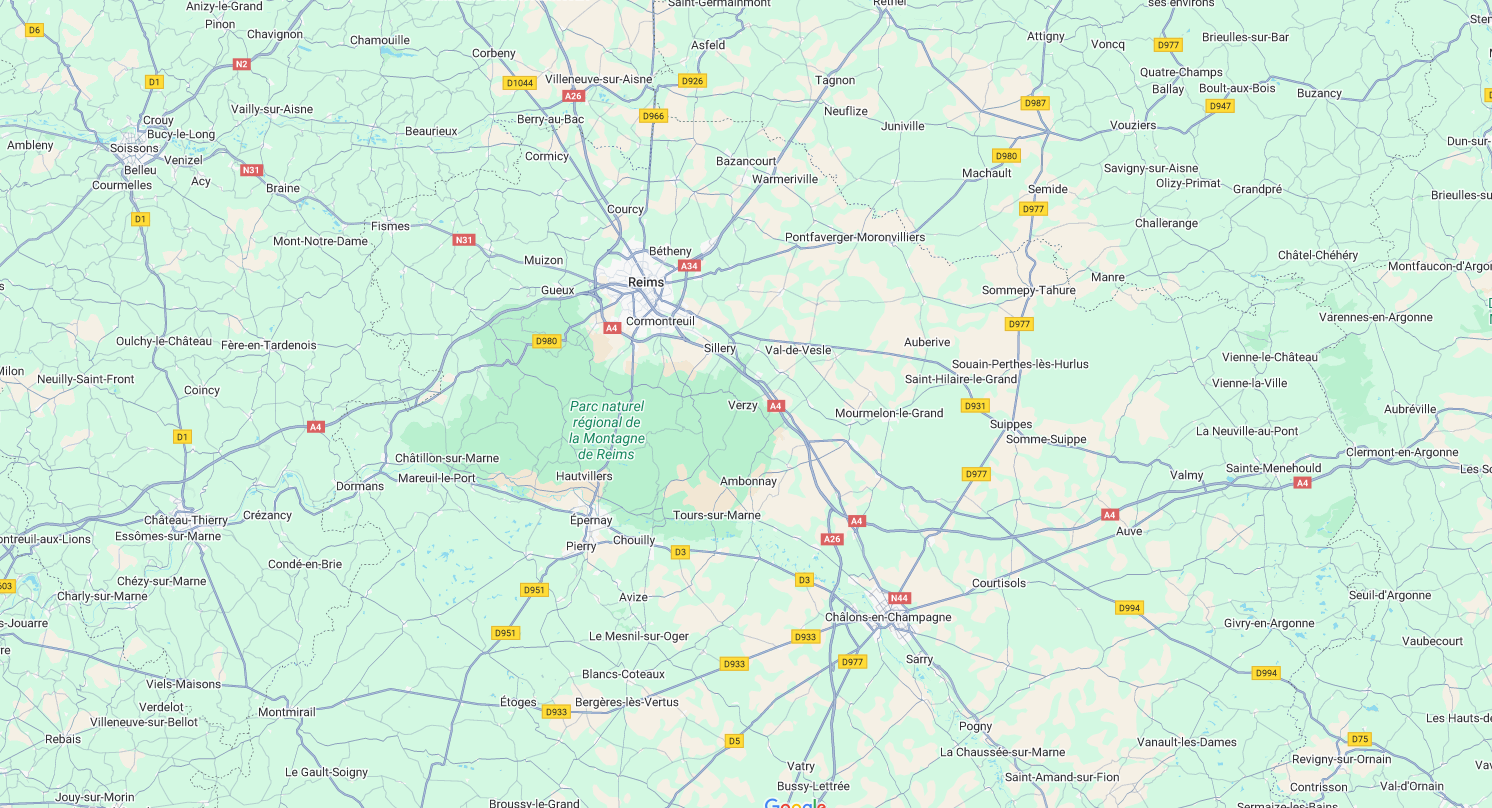 Anizy-le-Grand
Saint-Germainmont
Rethel
ses environs
Pinon
D6
Chavignon
Chamouille
Asfeld
Attigny
Voncq
D977
Brieulles-sur-Bar
Corbeny
N2
D1
D1044
Villeneuve-sur-Aisne
D926
Tagnon
Quatre-Champs
Ballay
Boult-aux-Bois
Buzancy
A26
D987
D947
Vailly-sur-Aisne
Berry-au-Bac
D966
Neuflize
Juniville
Vouziers
Crouy
Bucy-le-Long
Beaurieux
Ambleny
Soissons
Venizel
Belleu
Cormicy
Bazancourt
D980
Dun-sur-
N31
Courmelles
Acy
Braine
Warmeriville
Machault
Savigny-sur-Aisne
Olizy-Primat
Semide
Grandpré
Brieulles-su
D1
Fismes
Courcy
D977
Challerange
N31
Mont-Notre-Dame
Pontfaverger-Moronvilliers
Muizon
Bétheny
A34
Châtel-Chéhéry
Montfaucon-d'Argon
Gueux
Reims
Manre
Sommepy-Tahure
Cormontreuil
A4
D977
Varennes-en-Argonne
Oulchy-le-Château
Fère-en-Tardenois
D980
Sillery
Val-de-Vesle
Auberive
Vienne-le-Château
Milon
Neuilly-Saint-Front
Souain-Perthes-lès-Hurlus
Saint-Hilaire-le-Grand
Vienne-la-Ville
Coincy
Parc naturel
régional de
la Montagne
de Reims
Verzy
A4
Mourmelon-le-Grand
D931
Aubréville
A4
Suippes
La Neuville-au-Pont
D1
Somme-Suippe
Clermont-en-Argonne
Châtillon-sur-Marne
Mareuil-le-Port
Hautvillers
Ambonnay
D977
Valmy
Sainte-Menehould
A4
Les So
Dormans
Château-Thierry
Crézancy
Épernay
Tours-sur-Marne
A4
A4
Auve
Essômes-sur-Marne
ontreuil-aux-Lions
Pierry
Chouilly
D3
A26
Condé-en-Brie
Chézy-sur-Marne
D3
Courtisols
603
Charly-sur-Marne
D951
Avize
N44
D994
Seuil-d'Argonne
s-Jouarre
Châlons-en-Champagne
Givry-en-Argonne
D951
Le Mesnil-sur-Oger
D933
Vaubecourt
D933
D977
Sarry
D994
Viels-Maisons
Blancs-Coteaux
Verdelot
Villeneuve-sur-Bellot
Montmirail
Étoges
D933
Bergères-lès-Vertus
Les Hauts-de
Pogny
Rebais
D5
La Chaussée-sur-Marne
Vanault-les-Dames
D75
Revigny-sur-Ornain
Le Gault-Soigny
Vatry
Bussy-Lettrée
Saint-Amand-sur-Fion
Contrisson
Val-d'Ornain
Jouy-sur-Morin
Broussy-le-Grand
Google
Sermaize-les-Bains